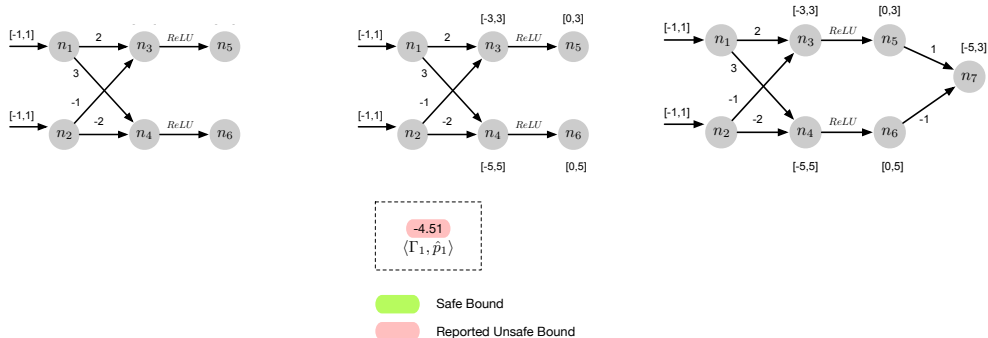 [-1,1]
n1
2
n3
ReLU
n5
3
-1
[-1,1]
n2
-2
n4
ReLU
n6
[-3,3]
[0,3]
[-1,1]
n1
2
n3
ReLU
n5
3
-1
[-1,1]
n2
-2
n4
ReLU
n6
[-5,5]
[0,5]
[-3,3]
[0,3]
[-1,1]
n1
2
n3
ReLU
n5
1
[-5,3]
n7
3
-1
[-1,1]
n2
-2
n4
ReLU
n6
-1
[-5,5]
[0,5]
-4.51
⟨Γ1, p̂1⟩
Safe Bound
Reported Unsafe Bound